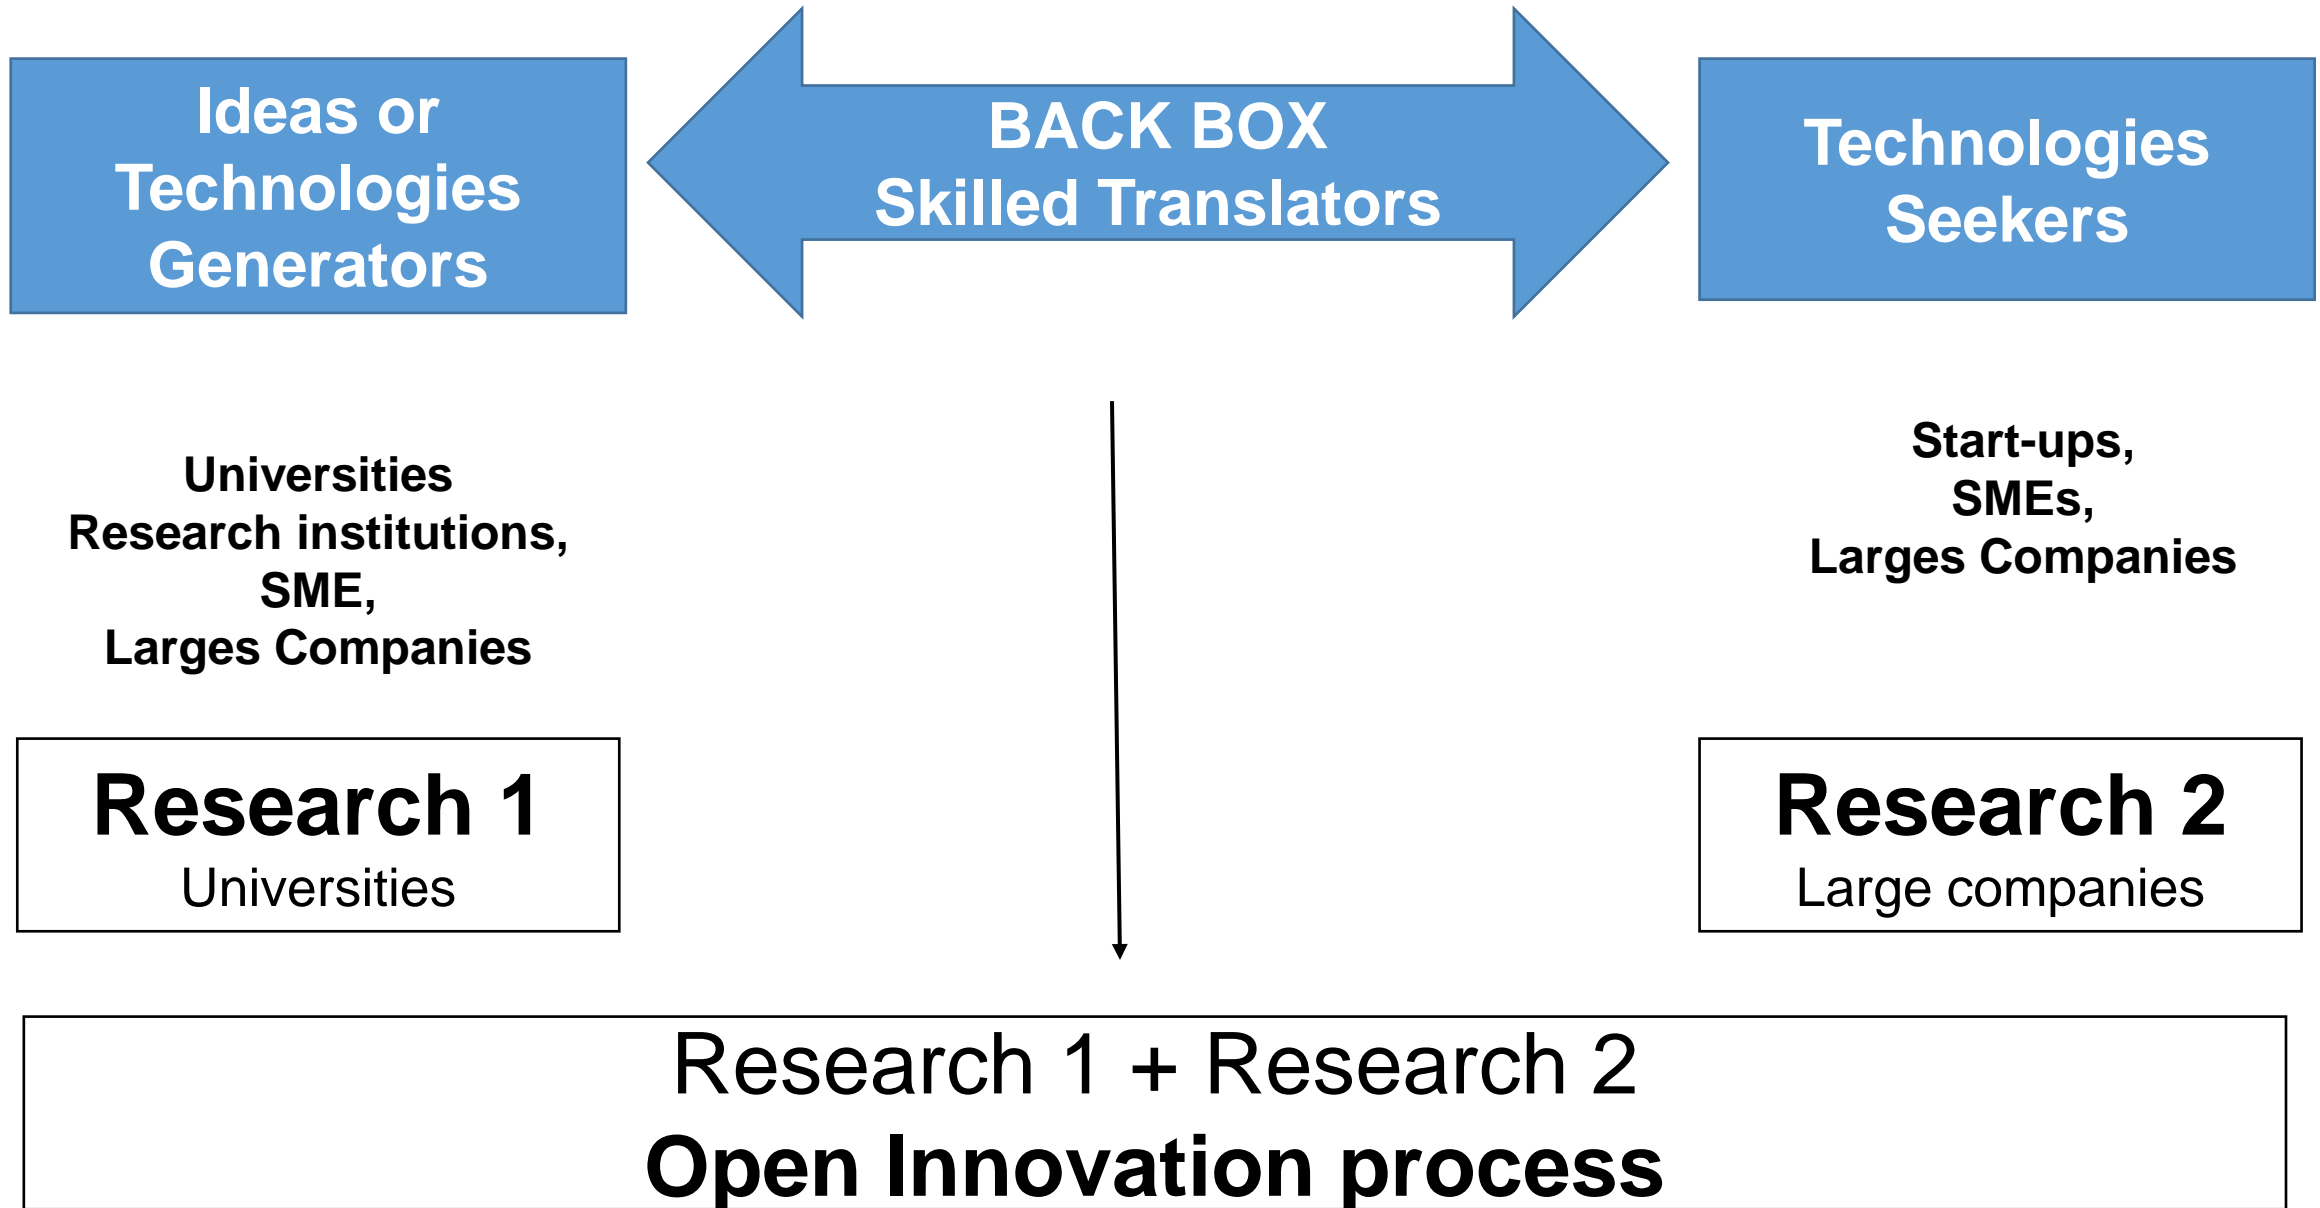 Ideas or
Technologies
Generators
BACK BOX
Skilled Translators
Technologies
Seekers
Universities
Research institutions,
SME,
Larges Companies
Start-ups,
SMEs,
Larges Companies
Research 1
Universities
Research 2
Large companies
Research 1 + Research 2
Open Innovation process